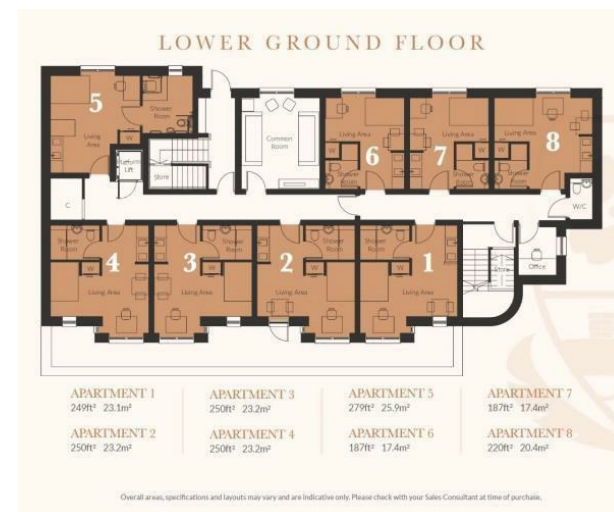 LOWER GROUND FLOOR
5
Shower
Room
Living
Area
W
Platform
Lift
Store
C
Common
Room
Living Area
6
W
Shower
Room
Living Area
7
W
Shower
Room
Living Area
8
W
Shower
Room
W/C
Shower
Room
4
W
Living Area
3
Shower
Room
W
Living Area
2
Shower
Room
W
Living Area
Shower
Room
1
W
Living Area
Store
Office
APARTMENT 1
249ft² 23.1m²
APARTMENT 2
250ft² 23.2m²
APARTMENT 3
250ft² 23.2m²
APARTMENT 4
250ft² 23.2m²
APARTMENT 5
279ft² 25.9m²
APARTMENT 6
187ft² 17.4m²
APARTMENT 7
187ft² 17.4m²
APARTMENT 8
220ft² 20.4m²
Overall areas, specifications and layouts may vary and are indicative only. Please check with your Sales Consultant at time of purchase.